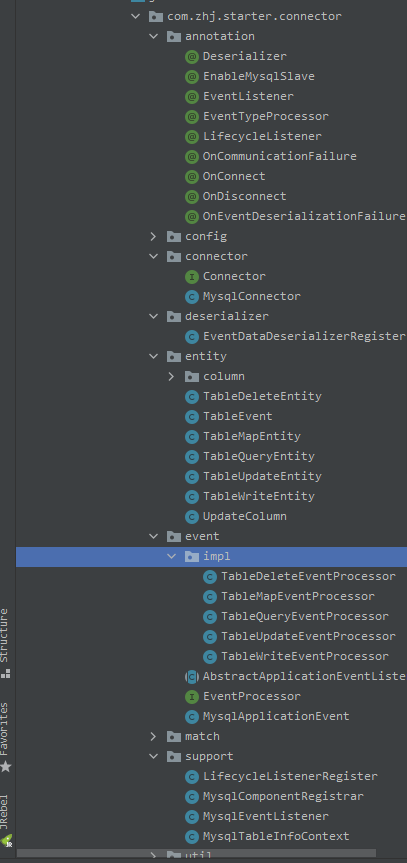 com.zhj.starter.connector
annotation
Deserializer
EnableMysqlSlave
EventListener
EventTypeProcessor
LifecycleListener
OnCommunicationFailure
OnConnect
OnDisconnect
OnEventDeserializationFailure
config
connector
Connector
MysqlConnector
deserializer
EventDataDeserializerRegister
entity
column
TableDeleteEntity
TableEvent
TableMapEntity
TableQueryEntity
TableUpdateEntity
TableWriteEntity
UpdateColumn
event
impl
TableDeleteEventProcessor
TableMapEventProcessor
TableQueryEventProcessor
TableUpdateEventProcessor
TableWriteEventProcessor
AbstractApplicationEventListe
EventProcessor
MysqlApplicationEvent
match
support
LifecycleListenerRegister
MysqlComponentRegistrar
MysqlEventListener
MysqlTableInfoContext
util
Structure
Favorites
JRebel